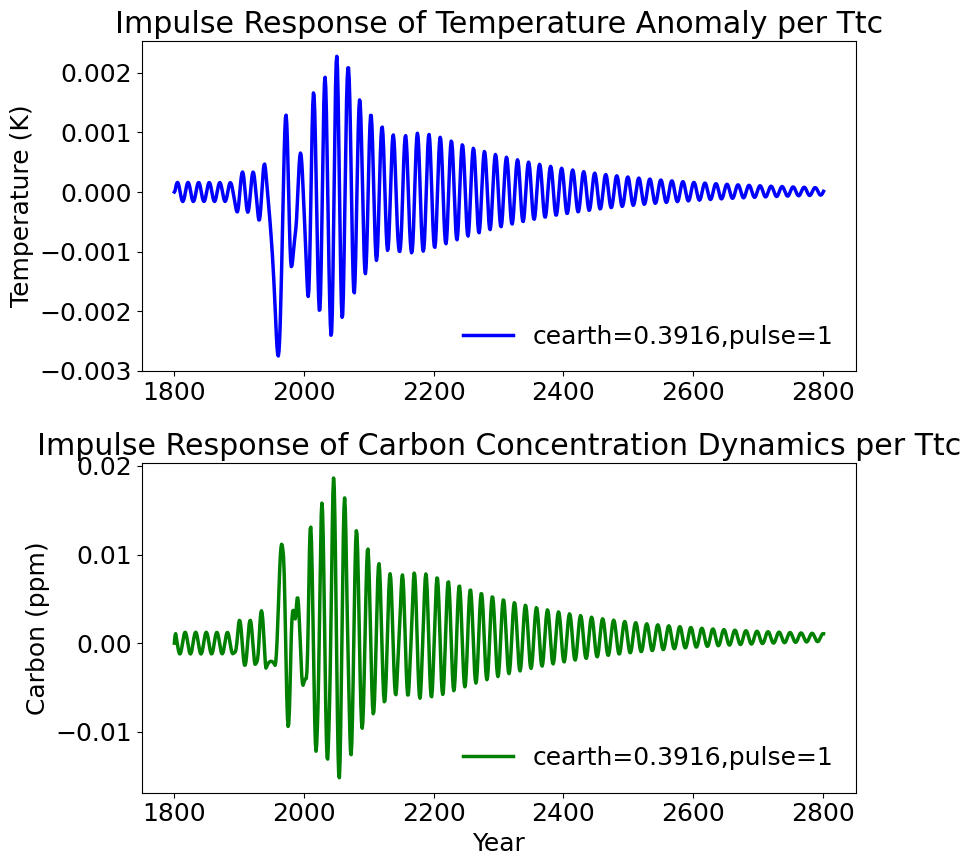 Impulse Response of Temperature Anomaly per Ttc
Temperature (K)
0.002
0.001
0.000
−0.001
−0.002
−0.003
cearth=0.3916,pulse=1
1800 2000 2200 2400 2600 2800
Impulse Response of Carbon Concentration Dynamics per Ttc
Carbon (ppm)
0.02
0.01
0.00
−0.01
cearth=0.3916,pulse=1
1800 2000 2200 2400 2600 2800
Year